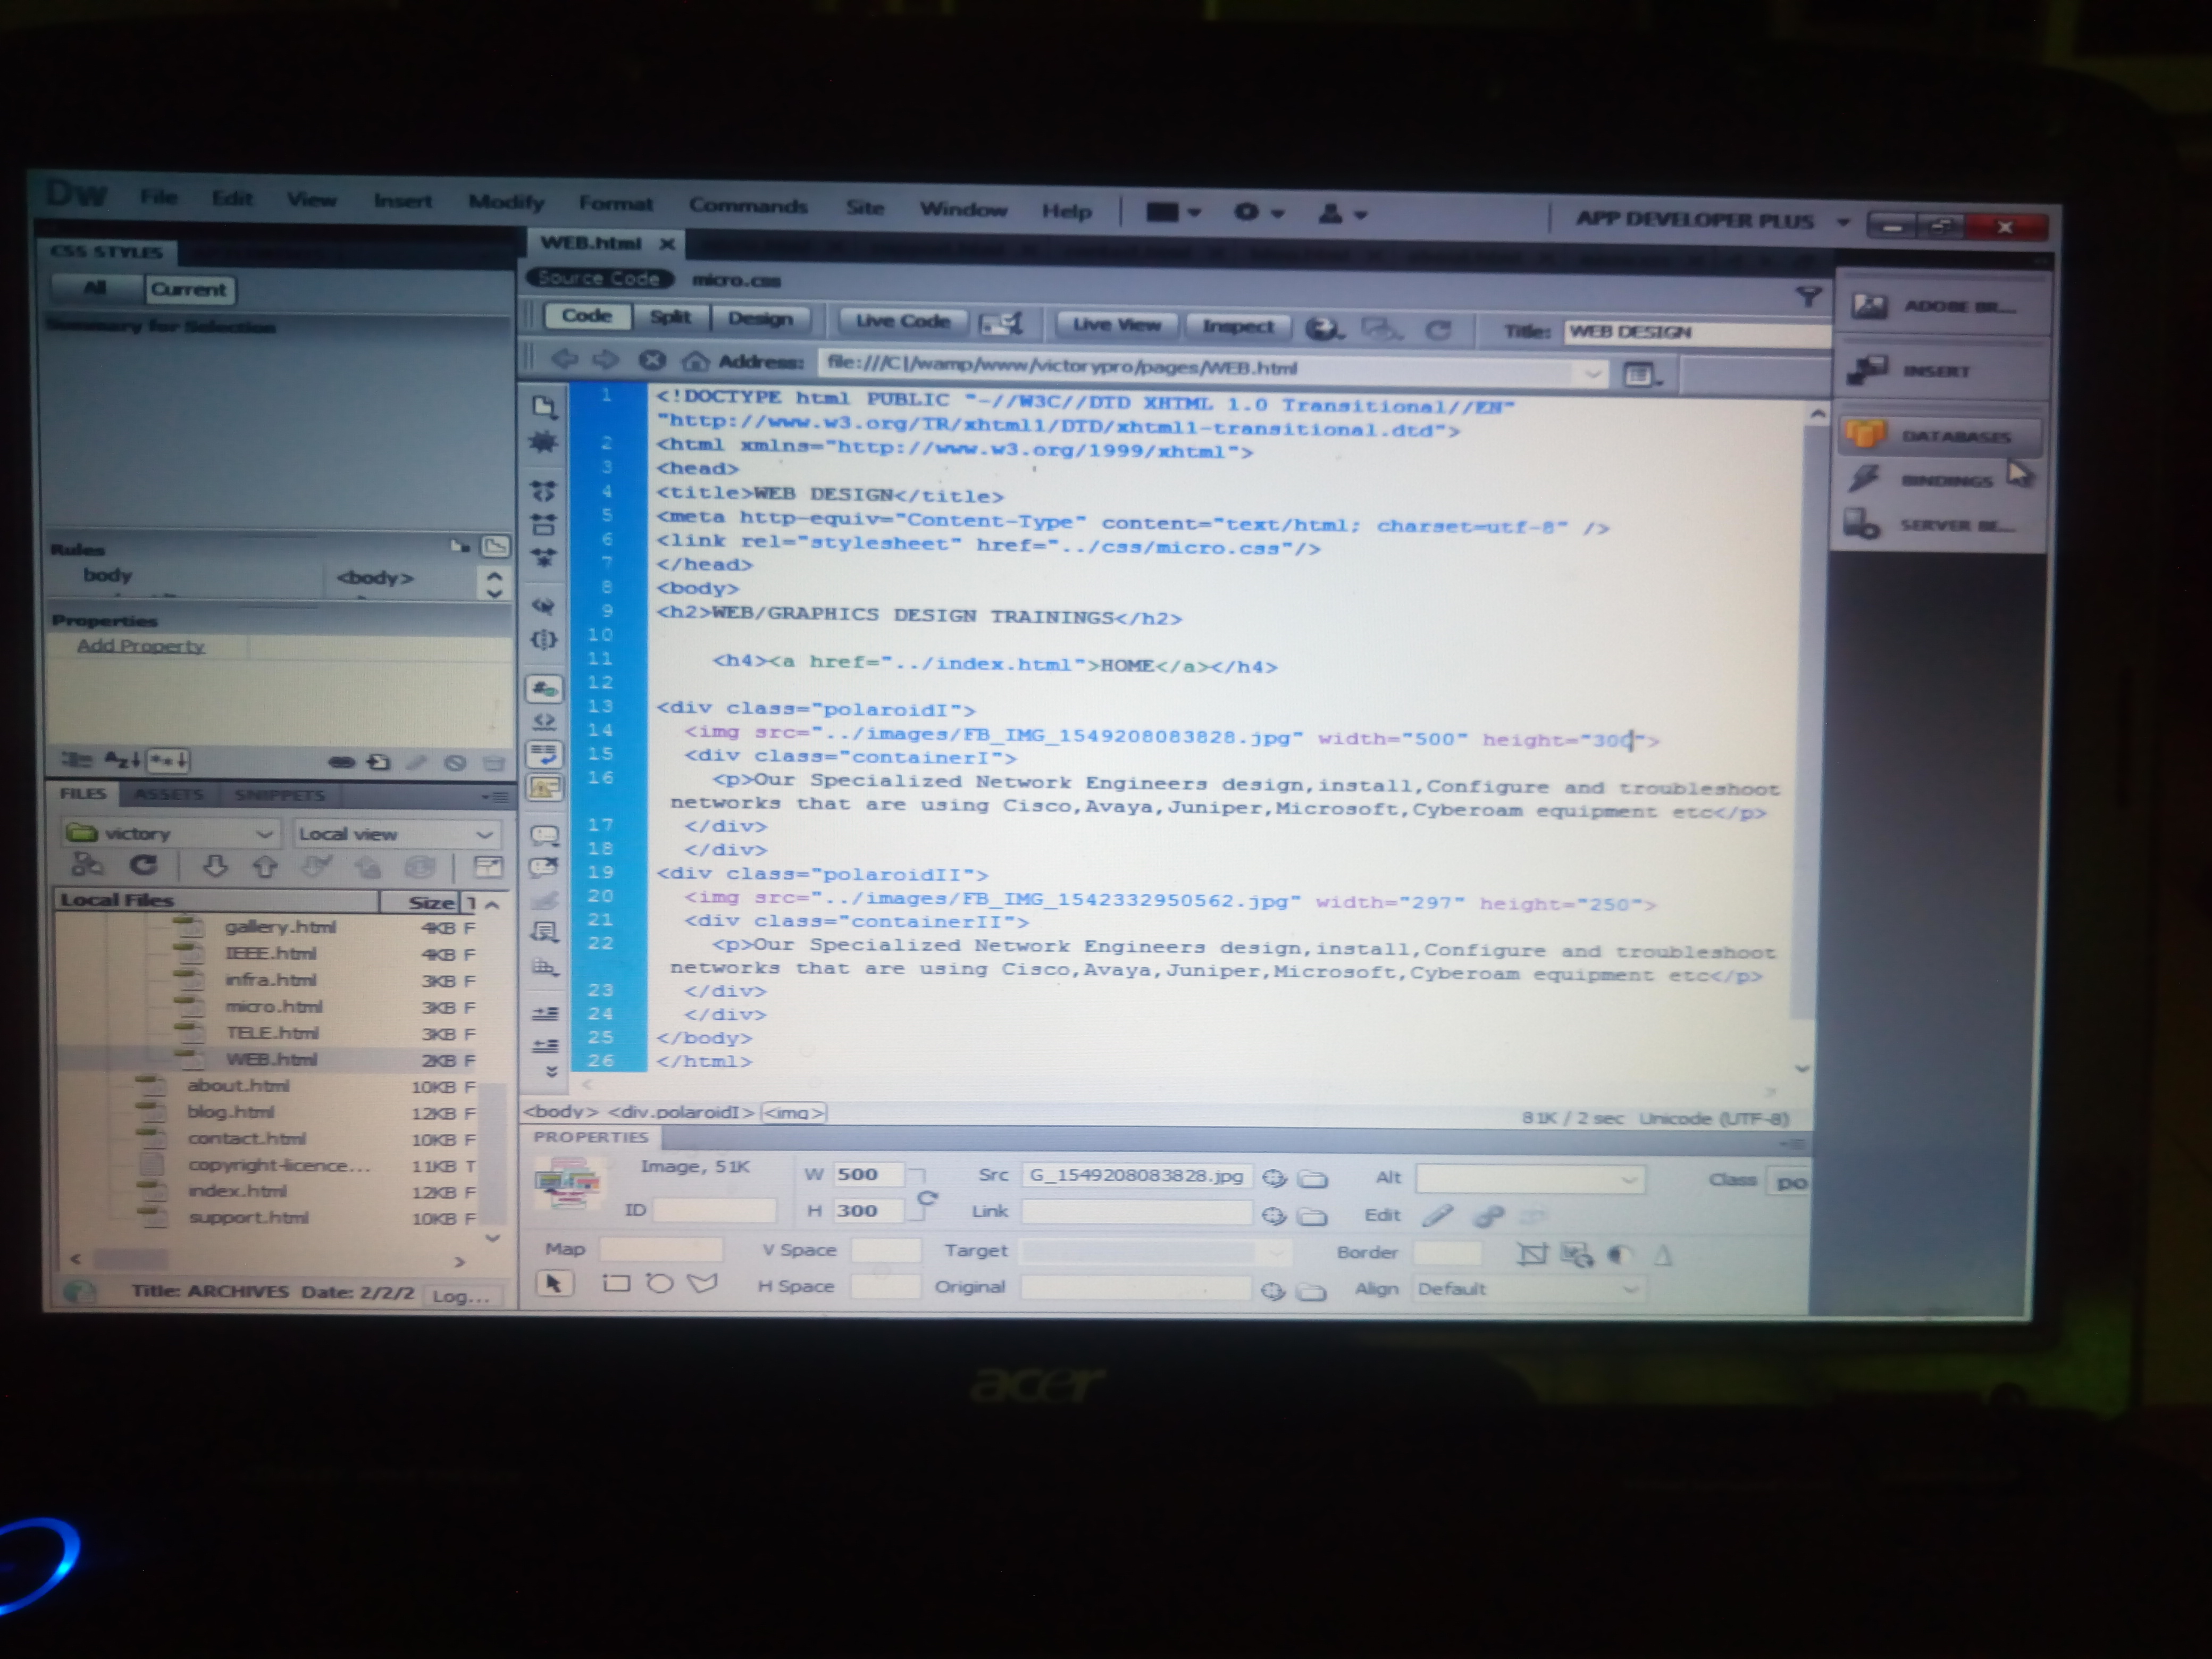 Dw File Edit View Insert Modify Format Commands Site Window Help APP DEVELOPER PLUS
CSS STYLES
All Current
Summary for Selection
Rules
body <body>
Properties
Add Property
FILES ASSETS SNIPPETS
victory Local view
Local Files Size T
gallery.html 4KB F
IEEE.html 4KB F
infra.html 3KB F
micro.html 3KB F
TELE.html 3KB F
WEB.html 2KB F
about.html 10KB F
blog.html 12KB F
contact.html 10KB F
copyright-licence... 11KB T
index.html 12KB F
support.html 10KB F
Title: ARCHIVES Date: 2/2/2 Log...
WEB.html
Source Code micro.css
Code Split Design Live Code Live View Inspect Title: WEB DESIGN
Address: file:///C|/wamp/www/victorypro/pages/WEB.html
1 <!DOCTYPE html PUBLIC "-//W3C//DTD XHTML 1.0 Transitional//EN"
"http://www.w3.org/TR/xhtml1/DTD/xhtml1-transitional.dtd">
2 <html xmlns="http://www.w3.org/1999/xhtml">
3 <head>
4 <title>WEB DESIGN</title>
5 <meta http-equiv="Content-Type" content="text/html; charset=utf-8" />
6 <link rel="stylesheet" href="../css/micro.css"/>
7 </head>
8 <body>
9 <h2>WEB/GRAPHICS DESIGN TRAININGS</h2>
10
11 <h4><a href="../index.html">HOME</a></h4>
12
13 <div class="polaroidI">
14 <img src="../images/FB_IMG_1549208083828.jpg" width="500" height="300">
15 <div class="containerI">
16 <p>Our Specialized Network Engineers design,install,Configure and troubleshoot
networks that are using Cisco,Avaya,Juniper,Microsoft,Cyberoam equipment etc</p>
17 </div>
18 </div>
19 <div class="polaroidII">
20 <img src="../images/FB_IMG_1542332950562.jpg" width="297" height="250">
21 <div class="containerII">
22 <p>Our Specialized Network Engineers design,install,Configure and troubleshoot
networks that are using Cisco,Avaya,Juniper,Microsoft,Cyberoam equipment etc</p>
23 </div>
24 </div>
25 </body>
26 </html>
<body> <div.polaroidI> <img> 81K / 2 sec Unicode (UTF-8)
PROPERTIES
Image, 51K W 500 Src G_1549208083828.jpg Alt Class po
ID H 300 Link Edit
Map V Space Target Border
H Space Original Align Default
ADOBE BR...
INSERT
DATABASES
BINDINGS
SERVER BE...
acer